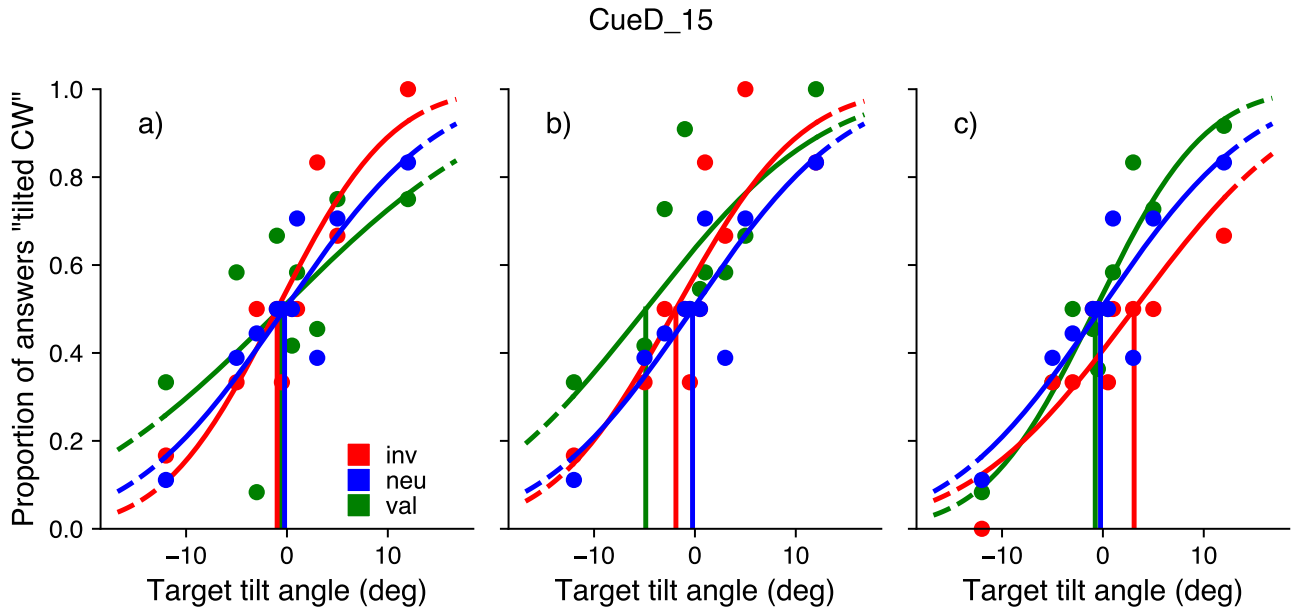 CueD_15
Proportion of answers "tilted CW"
1.0
0.8
0.6
0.4
0.2
0.0
a)
b)
c)
inv
neu
val
−10 0 10
−10 0 10
−10 0 10
Target tilt angle (deg)
Target tilt angle (deg)
Target tilt angle (deg)